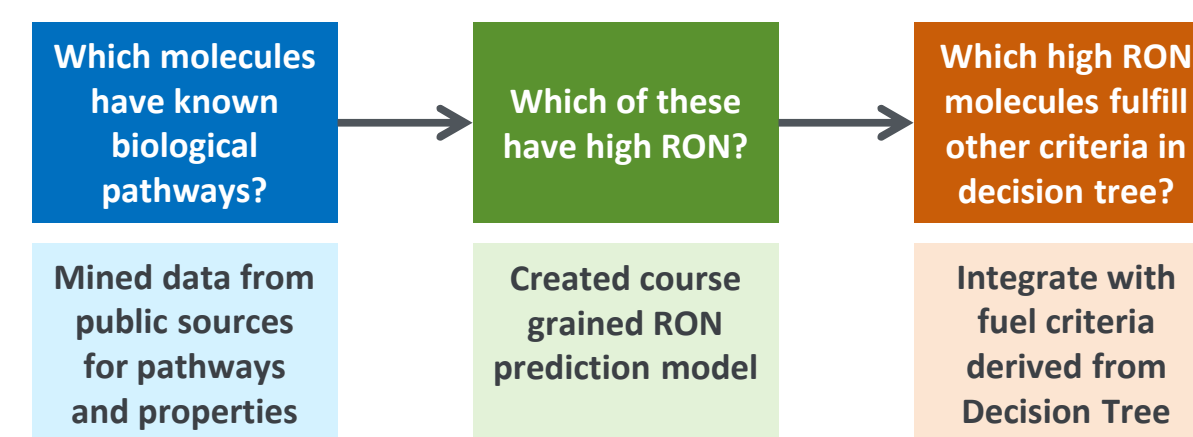 Which molecules
have known
biological
pathways?
Which of these
have high RON?
Which high RON
molecules fulfill
other criteria in
decision tree?
Mined data from
public sources
for pathways
and properties
Created course
grained RON
prediction model
Integrate with
fuel criteria
derived from
Decision Tree